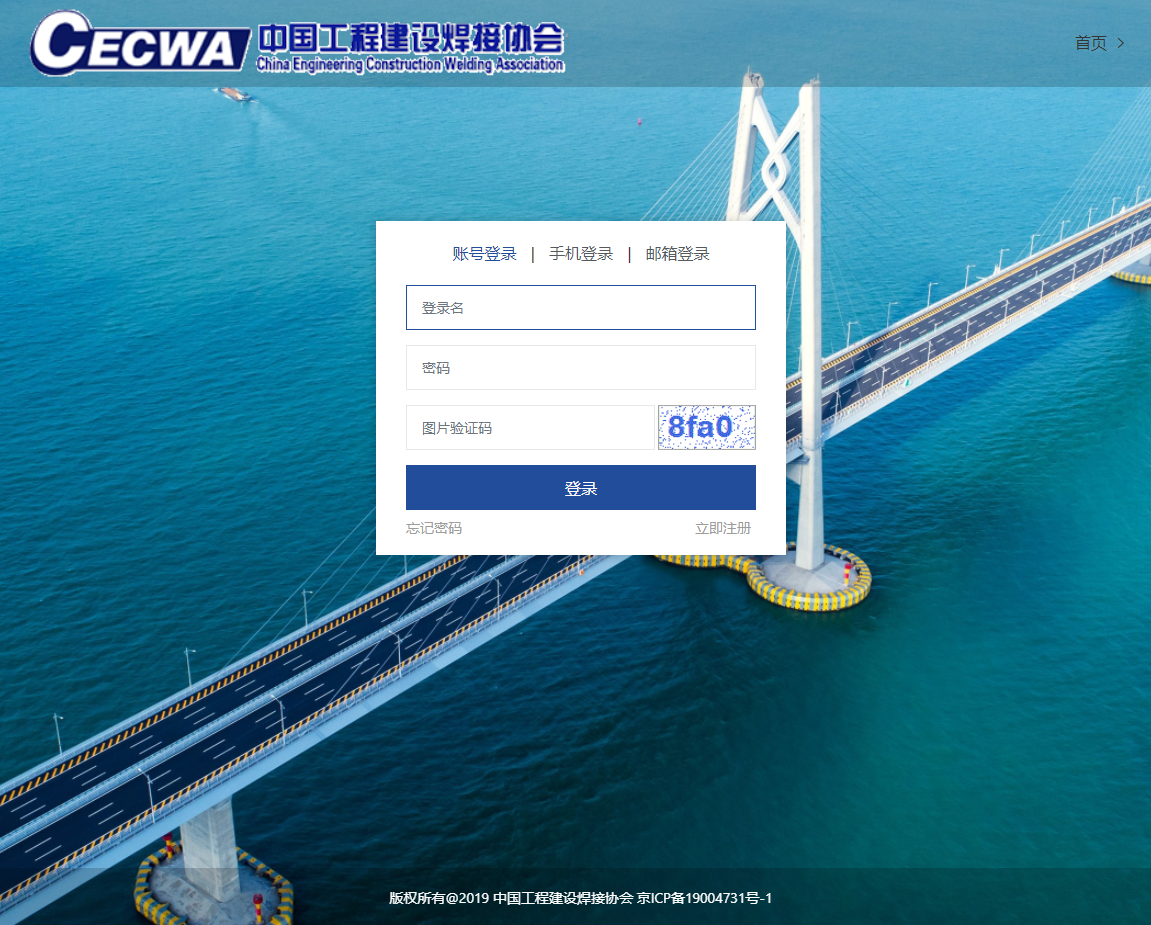 CECWA 中国工程建设焊接协会
China Engineering Construction Welding Association
首页 >
账号登录 | 手机登录 | 邮箱登录
登录名
密码
图片验证码 8fa0
登录
忘记密码 立即注册
版权所有@2019 中国工程建设焊接协会 京ICP备19004731号-1